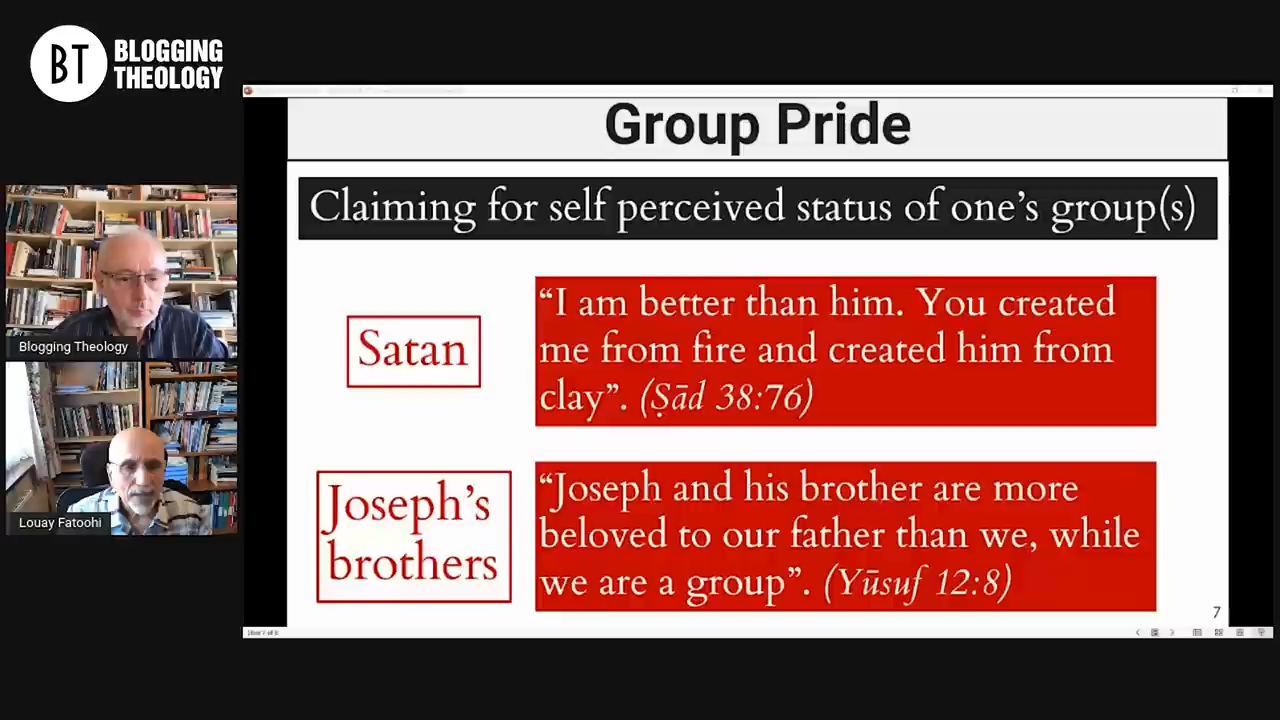 BT BLOGGING
THEOLOGY
Group Pride
Claiming for self perceived status of one’s group(s)
Satan
“I am better than him. You created
me from fire and created him from
clay”. (Ṣād 38:76)
Joseph’s
brothers
“Joseph and his brother are more
beloved to our father than we, while
we are a group”. (Yūsuf 12:8)
7
Blogging Theology
Louay Fatoohi